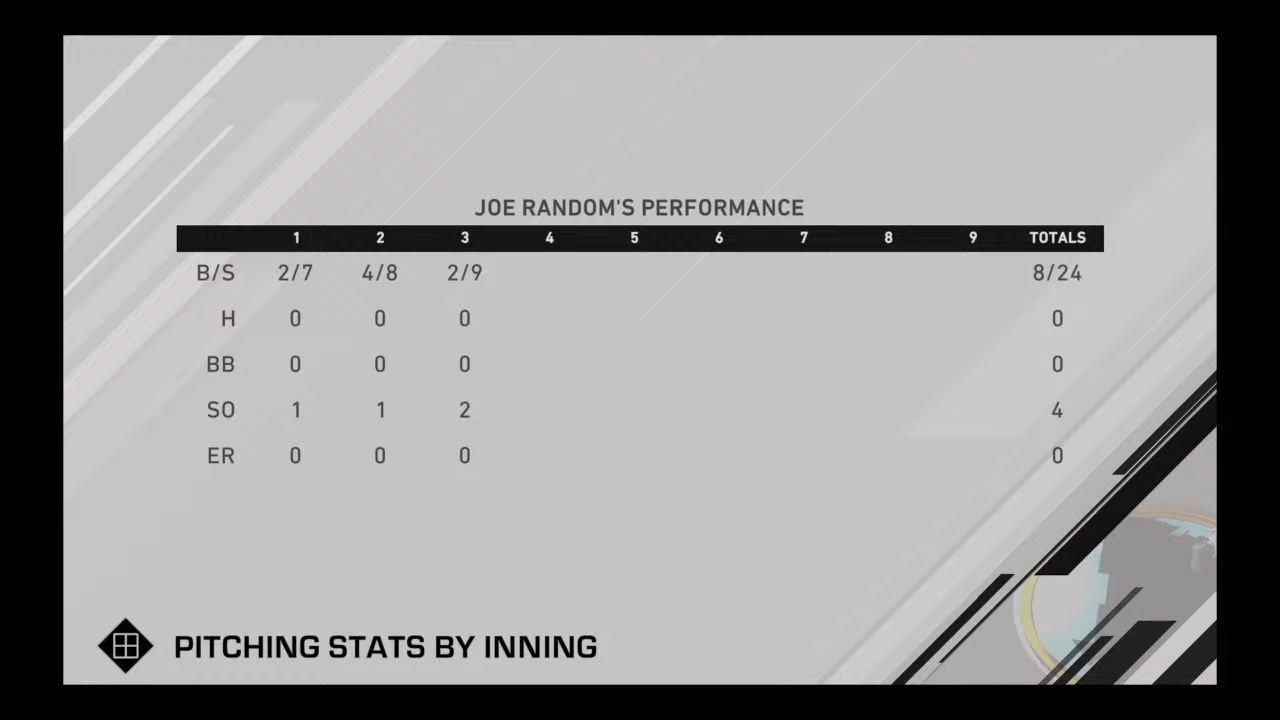 JOE RANDOM'S PERFORMANCE
1 2 3 4 5 6 7 8 9 TOTALS
B/S 2/7 4/8 2/9 8/24
H 0 0 0 0
BB 0 0 0 0
SO 1 1 2 4
ER 0 0 0 0
PITCHING STATS BY INNING